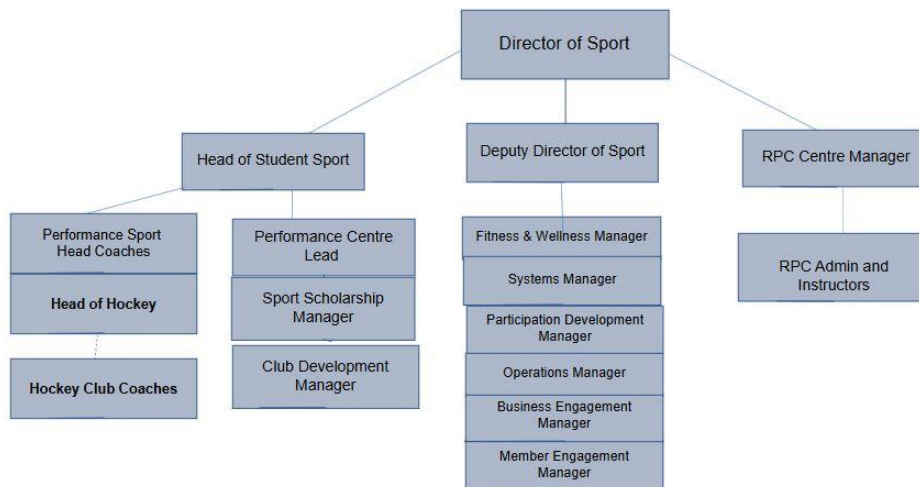 Director of Sport
Head of Student Sport
Deputy Director of Sport
RPC Centre Manager
Performance Sport
Head Coaches
Head of Hockey
Hockey Club Coaches
Performance Centre
Lead
Sport Scholarship
Manager
Club Development
Manager
Fitness & Wellness Manager
Systems Manager
Participation Development
Manager
Operations Manager
Business Engagement
Manager
Member Engagement
Manager
RPC Admin and
Instructors